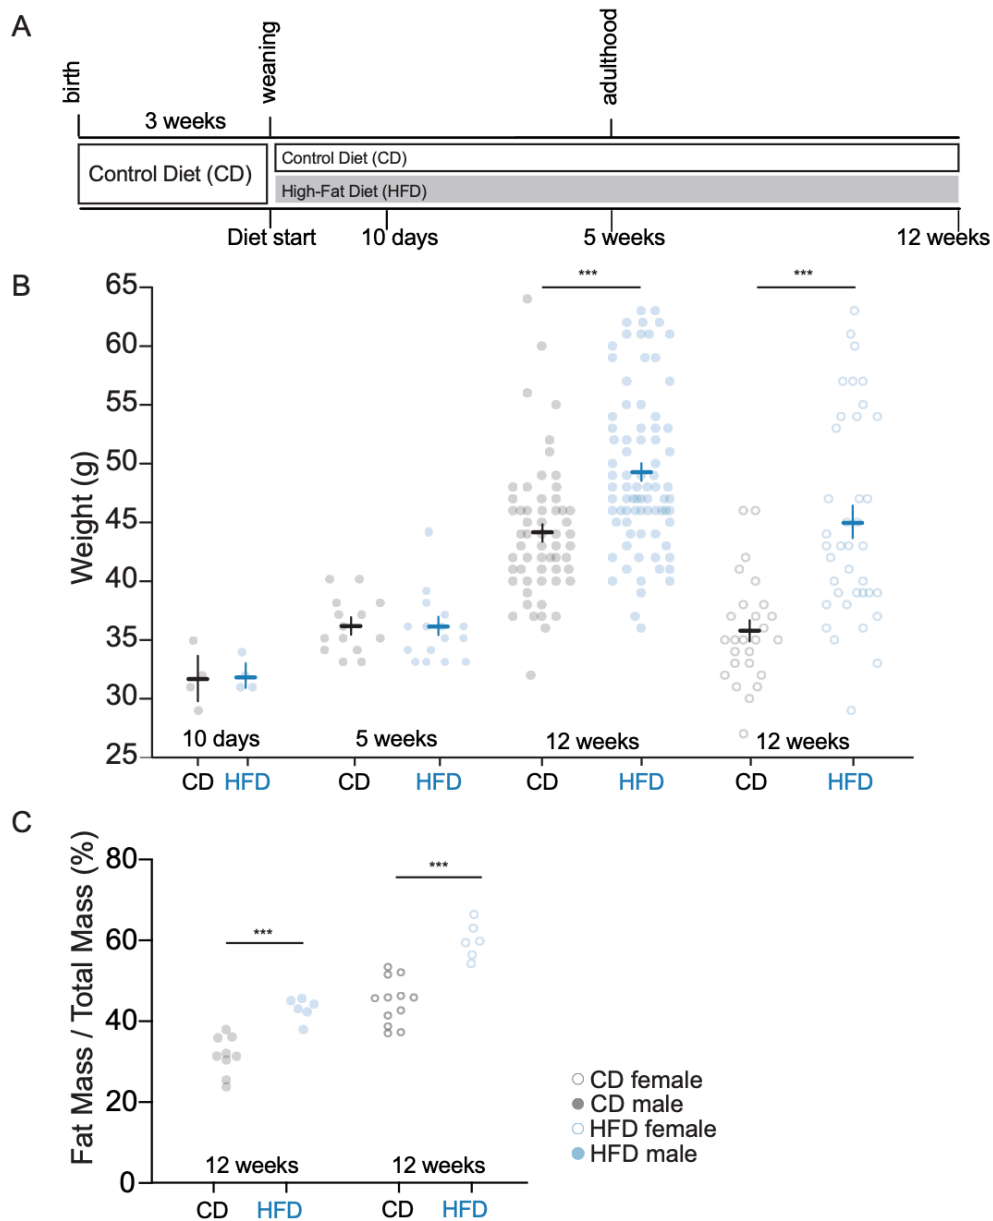 A
birth
weaning
adulthood
3 weeks
Control Diet (CD)
Control Diet (CD)
High-Fat Diet (HFD)
Diet start
10 days
5 weeks
12 weeks
B
Weight (g)
65
60
55
50
45
40
35
30
25
***
***
10 days
5 weeks
12 weeks
12 weeks
CD
HFD
CD
HFD
CD
HFD
CD
HFD
C
Fat Mass / Total Mass (%)
80
60
40
20
0
***
***
12 weeks
12 weeks
CD
HFD
CD
HFD
CD female
CD male
HFD female
HFD male